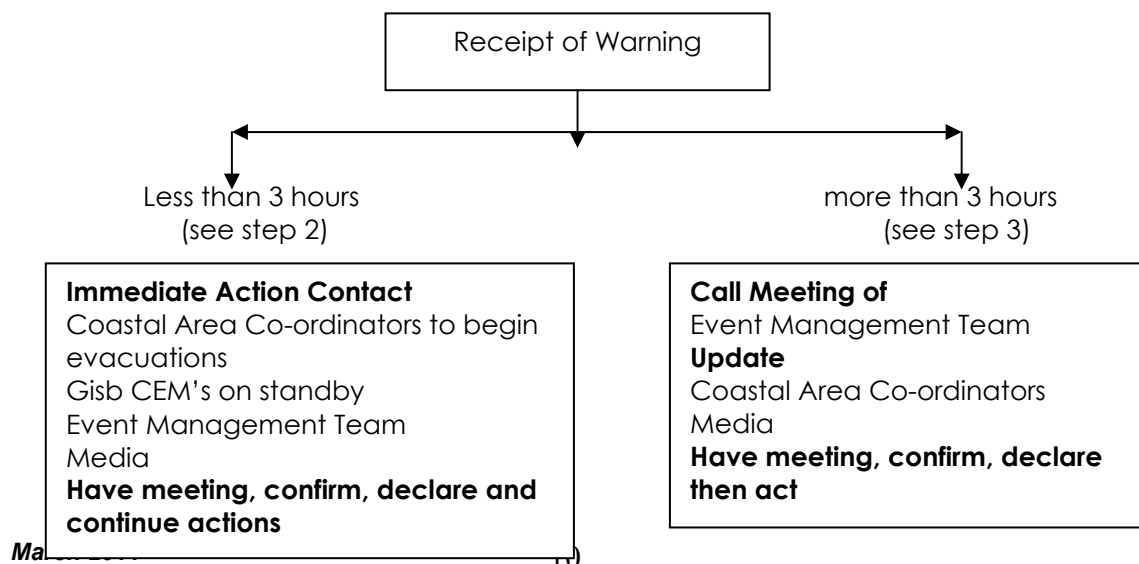 Receipt of Warning
Less than 3 hours
(see step 2)
more than 3 hours
(see step 3)
Immediate Action Contact
Coastal Area Co-ordinators to begin
evacuations
Gisb CEM's on standby
Event Management Team
Media
Have meeting, confirm, declare and
continue actions
Call Meeting of
Event Management Team
Update
Coastal Area Co-ordinators
Media
Have meeting, confirm, declare
then act